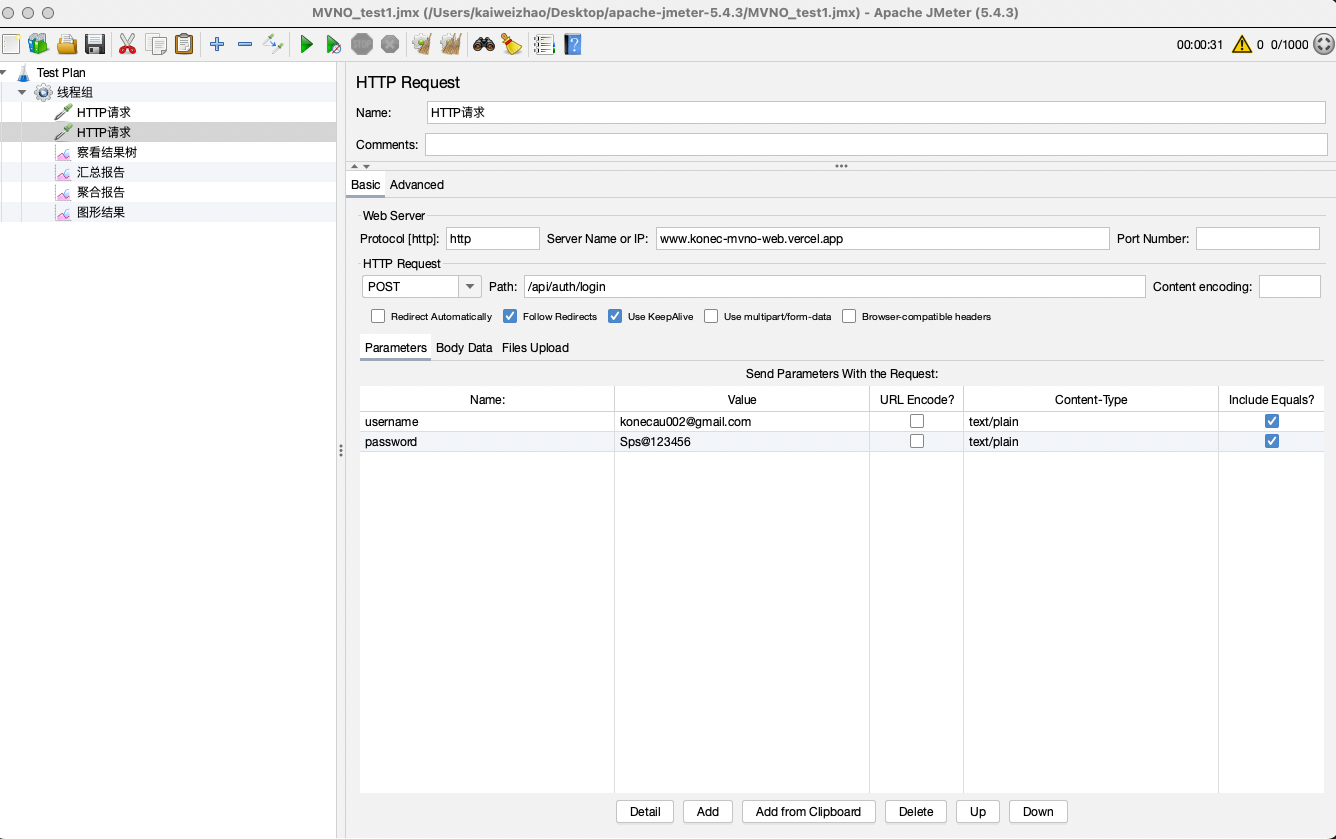 MVNO_test1.jmx (/Users/kaiweizhao/Desktop/apache-jmeter-5.4.3/MVNO_test1.jmx) - Apache JMeter (5.4.3)
STOP
00:00:31 0 0/1000
Test Plan
线程组
HTTP请求
HTTP请求
察看结果树
汇总报告
聚合报告
图形结果
HTTP Request
Name: HTTP请求
Comments:
Basic Advanced
Web Server
Protocol [http]: http Server Name or IP: www.konec-mvno-web.vercel.app Port Number:
HTTP Request
POST Path: /api/auth/login Content encoding:
Redirect Automatically Follow Redirects Use KeepAlive Use multipart/form-data Browser-compatible headers
Parameters Body Data Files Upload
Send Parameters With the Request:
Name: Value URL Encode? Content-Type Include Equals?
username konecau002@gmail.com text/plain
password Sps@123456 text/plain
Detail Add Add from Clipboard Delete Up Down